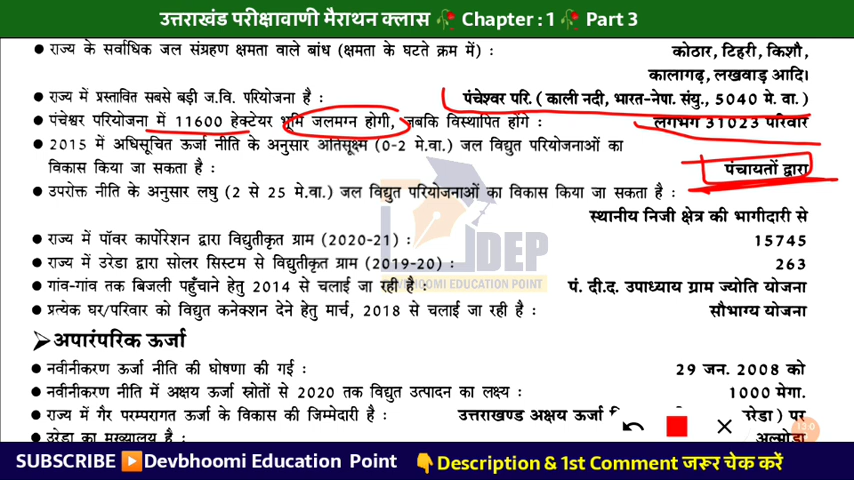 उत्तराखंड परीक्षावाणी मैराथन क्लास 🥀 Chapter : 1 🥀 Part 3
● राज्य के सर्वाधिक जल संग्रहण क्षमता वाले बांध (क्षमता के घटते क्रम में) : कोठार, टिहरी, किशौ,
कालागढ़, लखवाड़ आदि।
● राज्य में प्रस्तावित सबसे बड़ी ज.वि. परियोजना है : पंचेश्वर परि. ( काली नदी, भारत-नेपा. संयु., 5040 मे. वा. )
● पंचेश्वर परियोजना में 11600 हेक्टेयर भूमि जलमग्न होगी, जबकि विस्थापित होंगे : लगभग 31023 परिवार
● 2015 में अधिसूचित ऊर्जा नीति के अनुसार अतिसूक्ष्म (0-2 मे.वा.) जल विद्युत परियोजनाओं का
विकास किया जा सकता है : पंचायतों द्वारा
● उपरोक्त नीति के अनुसार लघु (2 से 25 मे.वा.) जल विद्युत परियोजनाओं का विकास किया जा सकता है :
स्थानीय निजी क्षेत्र की भागीदारी से
● राज्य में पॉवर कार्पोरेशन द्वारा विद्युतीकृत ग्राम (2020-21) : 15745
● राज्य में उरेडा द्वारा सोलर सिस्टम से विद्युतीकृत ग्राम (2019-20) : 263
● गांव-गांव तक बिजली पहुँचाने हेतु 2014 से चलाई जा रही है : पं. दी.द. उपाध्याय ग्राम ज्योति योजना
● प्रत्येक घर/परिवार को विद्युत कनेक्शन देने हेतु मार्च, 2018 से चलाई जा रही है : सौभाग्य योजना
➤ अपारंपरिक ऊर्जा
● नवीनीकरण ऊर्जा नीति की घोषणा की गई : 29 जन. 2008 को
● नवीनीकरण ऊर्जा नीति में अक्षय ऊर्जा स्रोतों से 2020 तक विद्युत उत्पादन का लक्ष्य : 1000 मेगा.
● राज्य में गैर परम्परागत ऊर्जा के विकास की जिम्मेदारी है : उत्तराखण्ड अक्षय ऊर्जा रेडा ) पर
● उरेडा का मुख्यालय है : अल्मोड़ा
DEP
DEVBHOOMI EDUCATION POINT
13:0
SUBSCRIBE ▶️Devbhoomi Education Point 👇Description & 1st Comment जरूर चेक करें